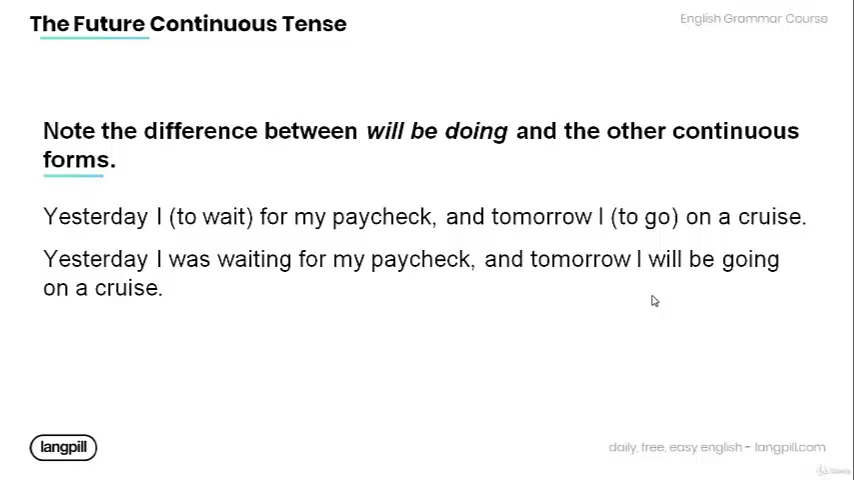 The Future Continuous Tense
English Grammar Course
Note the difference between will be doing and the other continuous
forms.
Yesterday I (to wait) for my paycheck, and tomorrow I (to go) on a cruise.
Yesterday I was waiting for my paycheck, and tomorrow I will be going
on a cruise.
langpill
daily, free, easy english - langpill.com